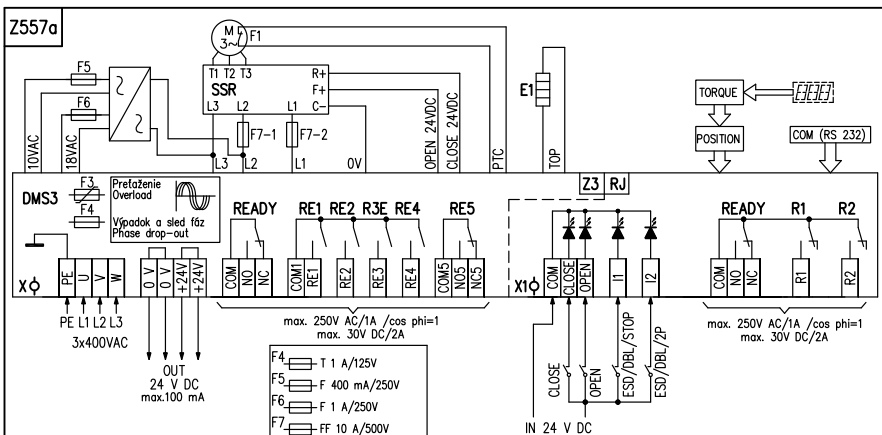 Z557a
M
3~
F1
F5
T1 T2 T3
SSR
R+
F+
C-
E1
TORQUE
F6
L3 L2 L1
F7-1
F7-2
POSITION
COM (RS 232)
10VAC
18VAC
OPEN 24VDC
CLOSE 24VDC
PTC
TOP
L3 L2 L1 0V
DMS3
F3
F4
Preťaženie
Overload
Výpadok a sled fáz
Phase drop-out
Z3 RJ
READY RE1 RE2 R3E RE4 RE5
READY R1 R2
X
PE U V W
0 V
0 V
+24V
+24V
COM NO NC
COM1 RE1 RE2 RE3 RE4
COM5 NO5 NC5
X1
COM CLOSE OPEN I1 I2
COM NO NC R1 R2
PE L1 L2 L3
3x400VAC
max. 250V AC/1A /cos phi=1
max. 30V DC/2A
max. 250V AC/1A /cos phi=1
max. 30V DC/2A
OUT
24 V DC
max.100 mA
F4 T 1 A/125V
F5 F 400 mA/250V
F6 F 1 A/250V
F7 FF 10 A/500V
CLOSE
OPEN
ESD/DBL/STOP
ESD/DBL/2P
IN 24 V DC